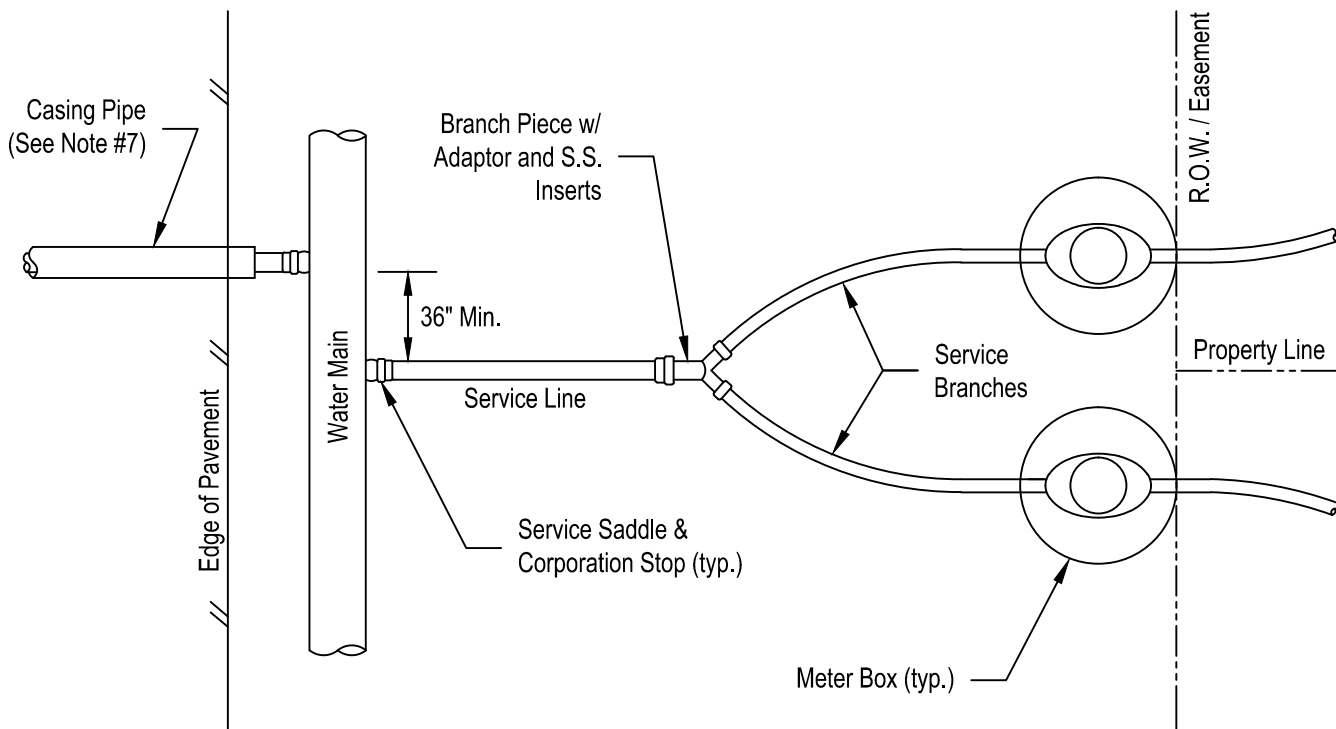 Casing Pipe
(See Note #7)
Branch Piece w/
Adaptor and S.S.
Inserts
R.O.W. / Easement
36" Min.
Water Main
Service Line
Service
Branches
Property Line
Edge of Pavement
Service Saddle &
Corporation Stop (typ.)
Meter Box (typ.)